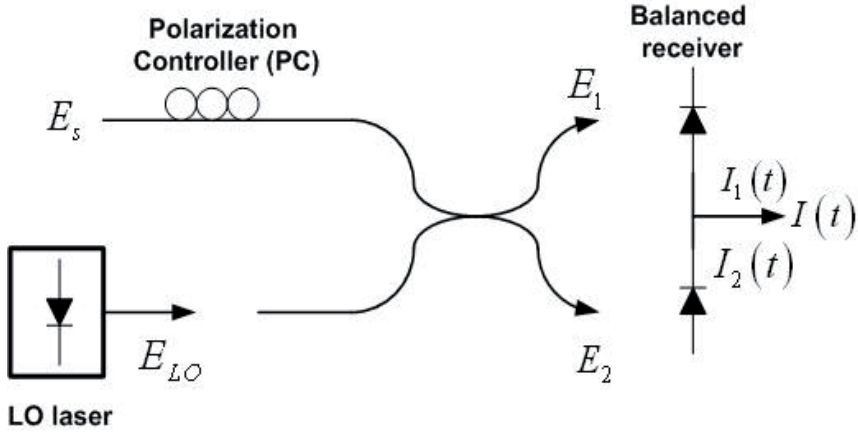 Polarization
Controller (PC)
Balanced
receiver
E_s
E_1
I_1(t)
I(t)
I_2(t)
E_LO
E_2
LO laser